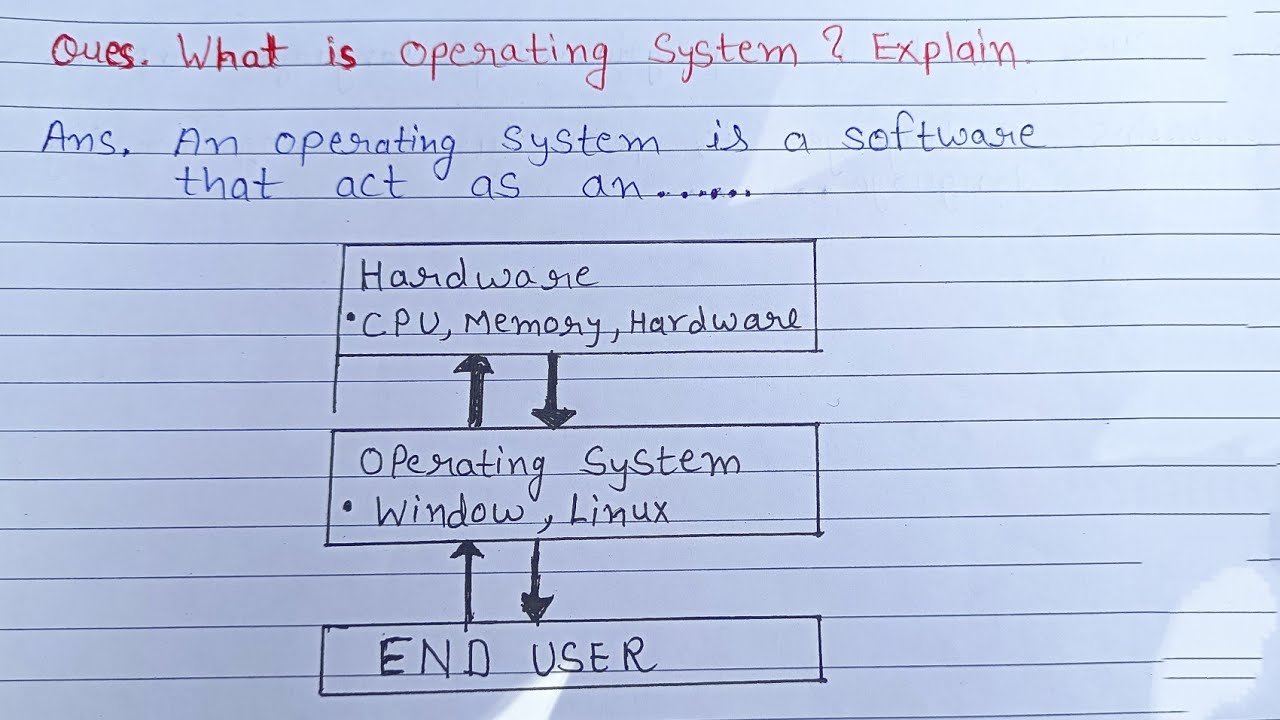 Ques. What is Operating System ? Explain.
Ans. An operating system is a software
that act as an.......
Hardware
• CPU, Memory, Hardware
Operating System
• Window, Linux
END USER